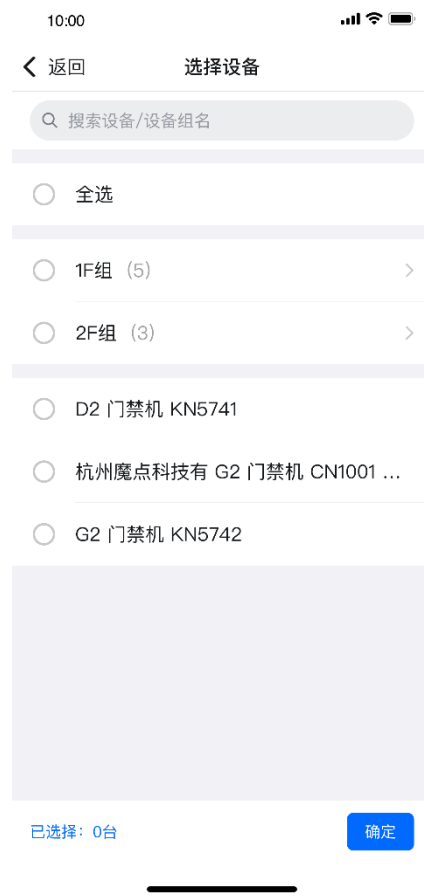 10:00
返回
选择设备
搜索设备/设备组名
全选
1F组（5）
2F组（3）
D2 门禁机 KN5741
杭州魔点科技有 G2 门禁机 CN1001 ...
G2 门禁机 KN5742
已选择：0台
确定